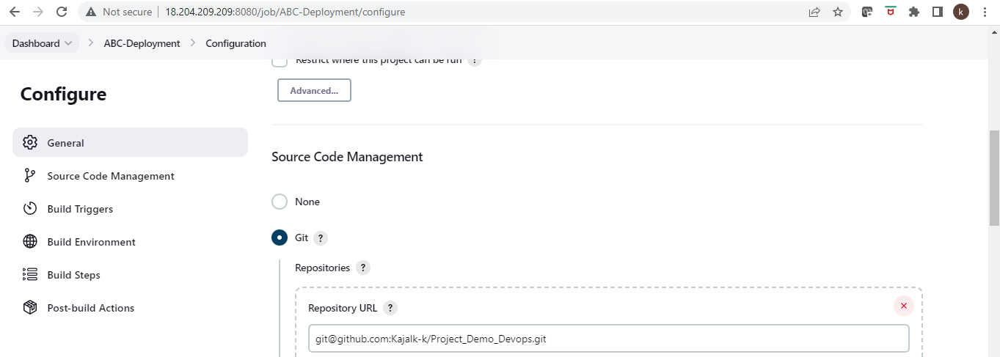 Not secure 18.204.209.209:8080/job/ABC-Deployment/configure k
Dashboard ABC-Deployment Configuration
Restrict where this project can be run ?
Advanced...
Configure
General
Source Code Management
Build Triggers
Build Environment
Build Steps
Post-build Actions
Source Code Management
None
Git ?
Repositories ?
Repository URL ?
git@github.com:Kajalk-k/Project_Demo_Devops.git